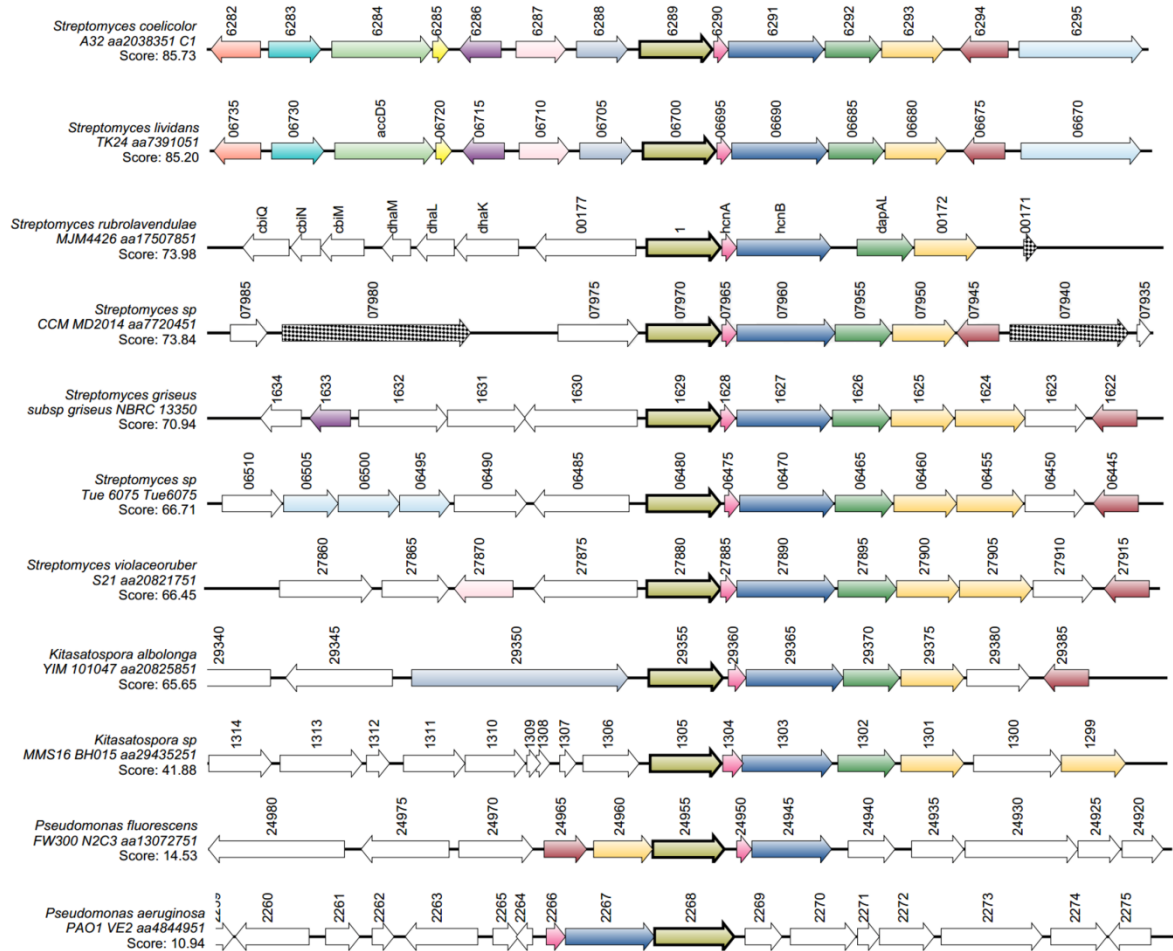 6282 6283 6284 6285 6286 6287 6288 6289 6290 6291 6292 6293 6294 6295
Streptomyces coelicolor
A32 aa2038351 C1
Score: 85.73
06735 06730 accD5 06720 06715 06710 06705 06700 06695 06690 06685 06680 06675 06670
Streptomyces lividans
TK24 aa7391051
Score: 85.20
cbiQ cbiN cbiM dhaM dhaL dhaK 00177 1 hcnA hcnB dapAL 00172 00171
Streptomyces rubrolavendulae
MJM4426 aa17507851
Score: 73.98
07985 07980 07975 07970 07965 07960 07955 07950 07945 07940 07935
Streptomyces sp
CCM MD2014 aa7720451
Score: 73.84
1634 1633 1632 1631 1630 1629 1628 1627 1626 1625 1624 1623 1622
Streptomyces griseus
subsp griseus NBRC 13350
Score: 70.94
06510 06505 06500 06495 06490 06485 06480 06475 06470 06465 06460 06455 06450 06445
Streptomyces sp
Tue 6075 Tue6075
Score: 66.71
27860 27865 27870 27875 27880 27885 27890 27895 27900 27905 27910 27915
Streptomyces violaceoruber
S21 aa20821751
Score: 66.45
29340 29345 29350 29355 29360 29365 29370 29375 29380 29385
Kitasatospora albolonga
YIM 101047 aa20825851
Score: 65.65
1314 1313 1312 1311 1310 1309 1308 1307 1306 1305 1304 1303 1302 1301 1300 1299
Kitasatospora sp
MMS16 BH015 aa29435251
Score: 41.88
24980 24975 24970 24965 24960 24955 24950 24945 24940 24935 24930 24925 24920
Pseudomonas fluorescens
FW300 N2C3 aa13072751
Score: 14.53
2260 2261 2262 2263 2265 2264 2266 2267 2268 2269 2270 2271 2272 2273 2274 2275
Pseudomonas aeruginosa
PAO1 VE2 aa4844951
Score: 10.94